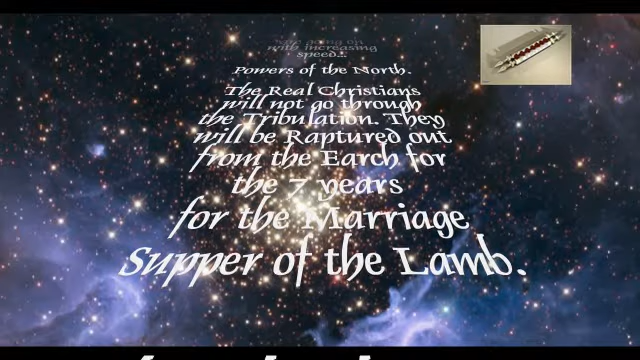 with increasing
speed...
Powers of the North.
The Real Christians
will not go through
the Tribulation. They
will be Raptured out
from the Earch for
the 7 years
for the Marriage
Supper of the Lamb.